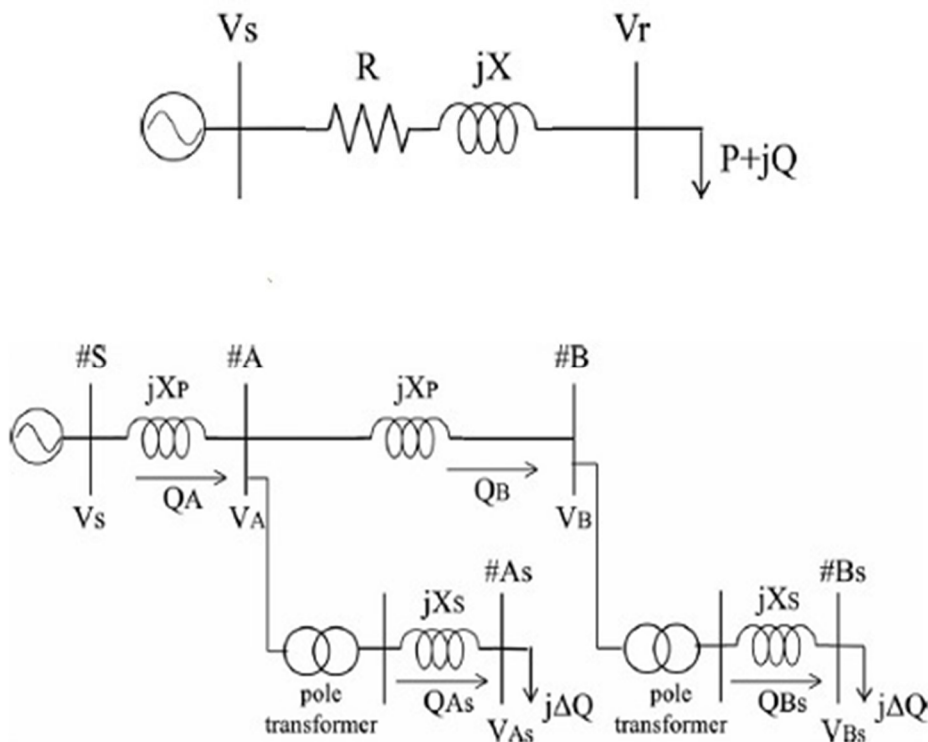 Vs
Vr
R
jX
P+jQ
#S
#A
#B
jXP
jXP
QA
QB
Vs
VA
VB
#As
#Bs
jXs
jXs
QAs
QBs
jΔQ
jΔQ
pole
transformer
pole
transformer
VAs
VBs